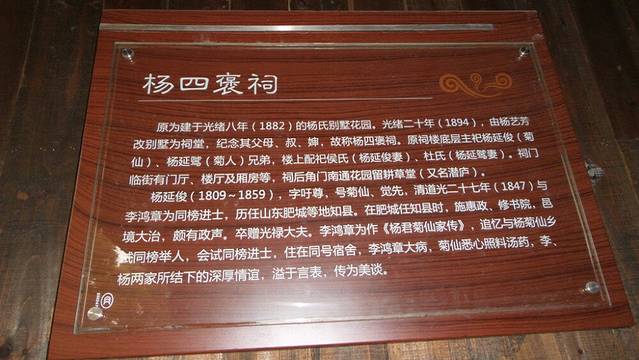 杨四褒祠
原为建于光绪八年（1882）的杨氏别墅花园。光绪二十年（1894），由杨艺芳
改别墅为祠堂，纪念其父母、叔、婶，故称杨四褒祠。原祠楼底层主祀杨延俊（菊
仙）、杨延鹭（菊人）兄弟，楼上配祀侯氏（杨延俊妻）、杜氏（杨延鹭妻）。祠门
临街有门厅、楼厅及厢房等，祠后角门南通花园留耕草堂（又名潜庐）。
杨延俊（1809～1859），字吁尊，号菊仙、觉先，清道光二十七年（1847）与
李鸿章为同榜进士，历任山东肥城等地知县。在肥城任知县时，施惠政、修书院，邑
境大治，颇有政声。卒赠光禄大夫。李鸿章为作《杨君菊仙家传》，追忆与杨菊仙乡
试同榜举人，会试同榜进士，住在同号宿舍，李鸿章大病，菊仙悉心照料汤药，李、
杨两家所结下的深厚情谊，溢于言表，传为美谈。